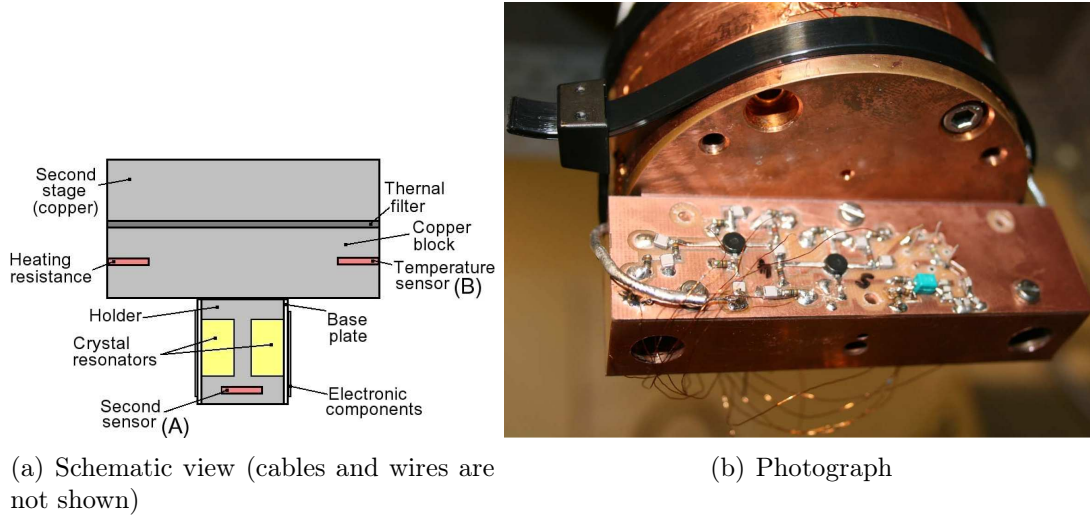 Second
stage
(copper)
Thernal
filter
Copper
block
Heating
resistance
Temperature
sensor (B)
Holder
Base
plate
Crystal
resonators
Second
sensor (A)
Electronic
components
(a) Schematic view (cables and wires are
not shown)
(b) Photograph